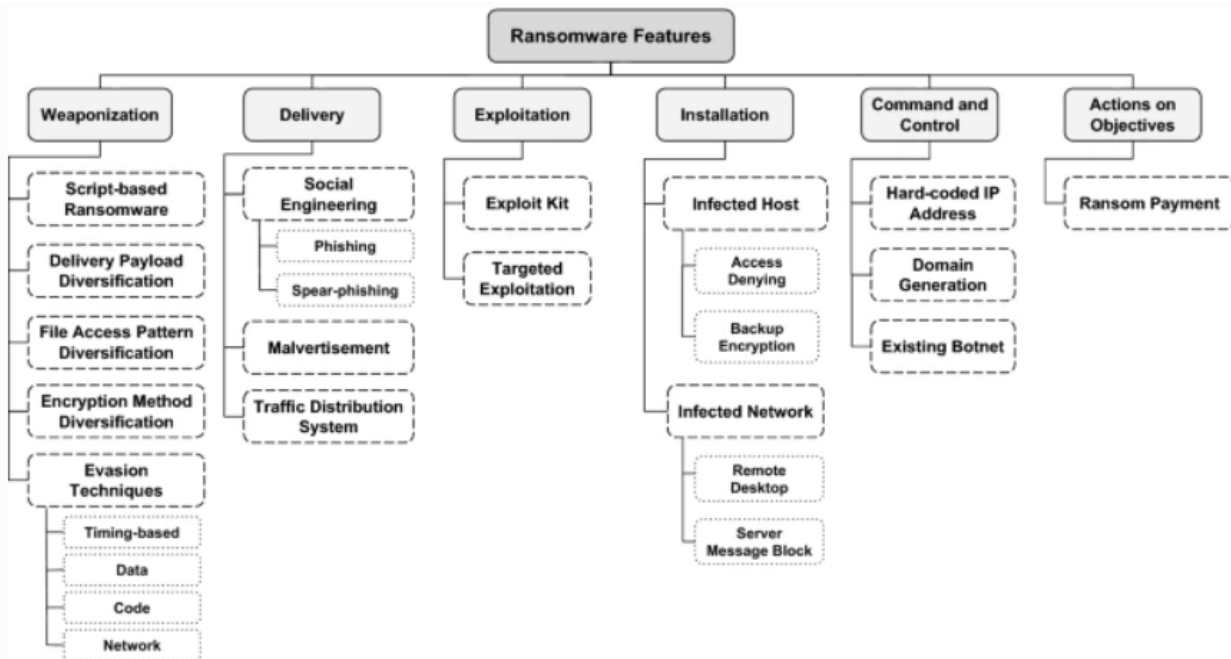 Ransomware Features
Weaponization
Script-based
Ransomware
Delivery Payload
Diversification
File Access Pattern
Diversification
Encryption Method
Diversification
Evasion
Techniques
Timing-based
Data
Code
Network
Delivery
Social
Engineering
Phishing
Spear-phishing
Malvertisement
Traffic Distribution
System
Exploitation
Exploit Kit
Targeted
Exploitation
Installation
Infected Host
Access
Denying
Backup
Encryption
Infected Network
Remote
Desktop
Server
Message Block
Command and
Control
Hard-coded IP
Address
Domain
Generation
Existing Botnet
Actions on
Objectives
Ransom Payment